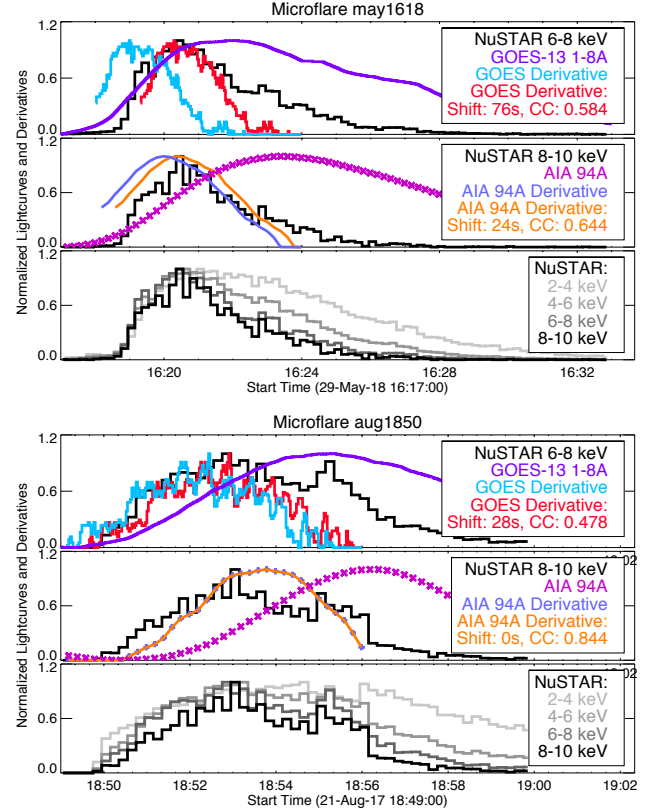 Microflare may1618
Normalized Lightcurves and Derivatives
1.2
0.6
0.0
NuSTAR 6-8 keV
GOES-13 1-8A
GOES Derivative
GOES Derivative:
Shift: 76s, CC: 0.584
1.2
0.6
0.0
NuSTAR 8-10 keV
AIA 94A
AIA 94A Derivative
AIA 94A Derivative:
Shift: 24s, CC: 0.644
1.2
0.6
0.0
NuSTAR:
2-4 keV
4-6 keV
6-8 keV
8-10 keV
16:20 16:24 16:28 16:32
Start Time (29-May-18 16:17:00)
Microflare aug1850
Normalized Lightcurves and Derivatives
1.2
0.6
0.0
NuSTAR 6-8 keV
GOES-13 1-8A
GOES Derivative
GOES Derivative:
Shift: 28s, CC: 0.478
1.2
0.6
0.0
NuSTAR 8-10 keV
AIA 94A
AIA 94A Derivative
AIA 94A Derivative:
Shift: 0s, CC: 0.844
1.2
0.6
0.0
NuSTAR:
2-4 keV
4-6 keV
6-8 keV
8-10 keV
18:50 18:52 18:54 18:56 18:58 19:00 19:02
Start Time (21-Aug-17 18:49:00)